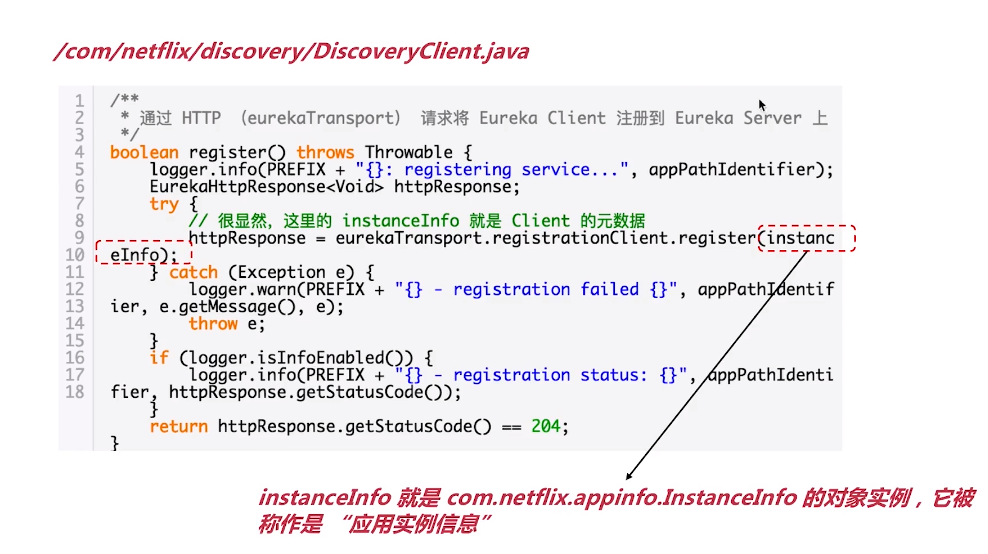 /com/netflix/discovery/DiscoveryClient.java
1 /**
2 * 通过 HTTP （eurekaTransport） 请求将 Eureka Client 注册到 Eureka Server 上
3 */
4 boolean register() throws Throwable {
5 logger.info(PREFIX + "{}: registering service...", appPathIdentifier);
6 EurekaHttpResponse<Void> httpResponse;
7 try {
8 // 很显然，这里的 instanceInfo 就是 Client 的元数据
9 httpResponse = eurekaTransport.registrationClient.register(instanc
10 eInfo);
11 } catch (Exception e) {
12 logger.warn(PREFIX + "{} - registration failed {}", appPathIdentif
13 ier, e.getMessage(), e);
14 throw e;
15 }
16 if (logger.isInfoEnabled()) {
17 logger.info(PREFIX + "{} - registration status: {}", appPathIdenti
18 fier, httpResponse.getStatusCode());
}
return httpResponse.getStatusCode() == 204;
}
instanceInfo 就是 com.netflix.appinfo.InstanceInfo 的对象实例，它被
称作是 “应用实例信息”